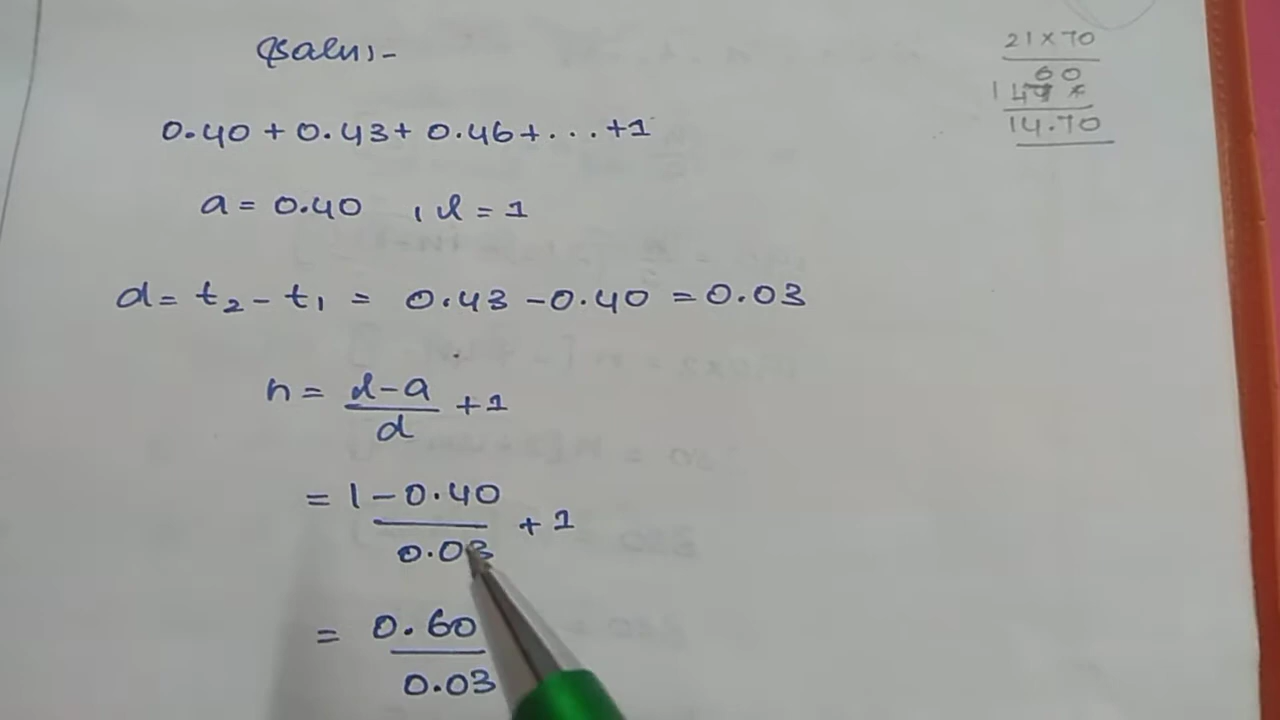 Soln:-
0.40 + 0.43 + 0.46 + ... + 1
a = 0.40 , l = 1
d = t₂ - t₁ = 0.43 - 0.40 = 0.03
n = (l - a)/d + 1
= (1 - 0.40)/0.03 + 1
= 0.60/0.03
21 × 70
60
14.70